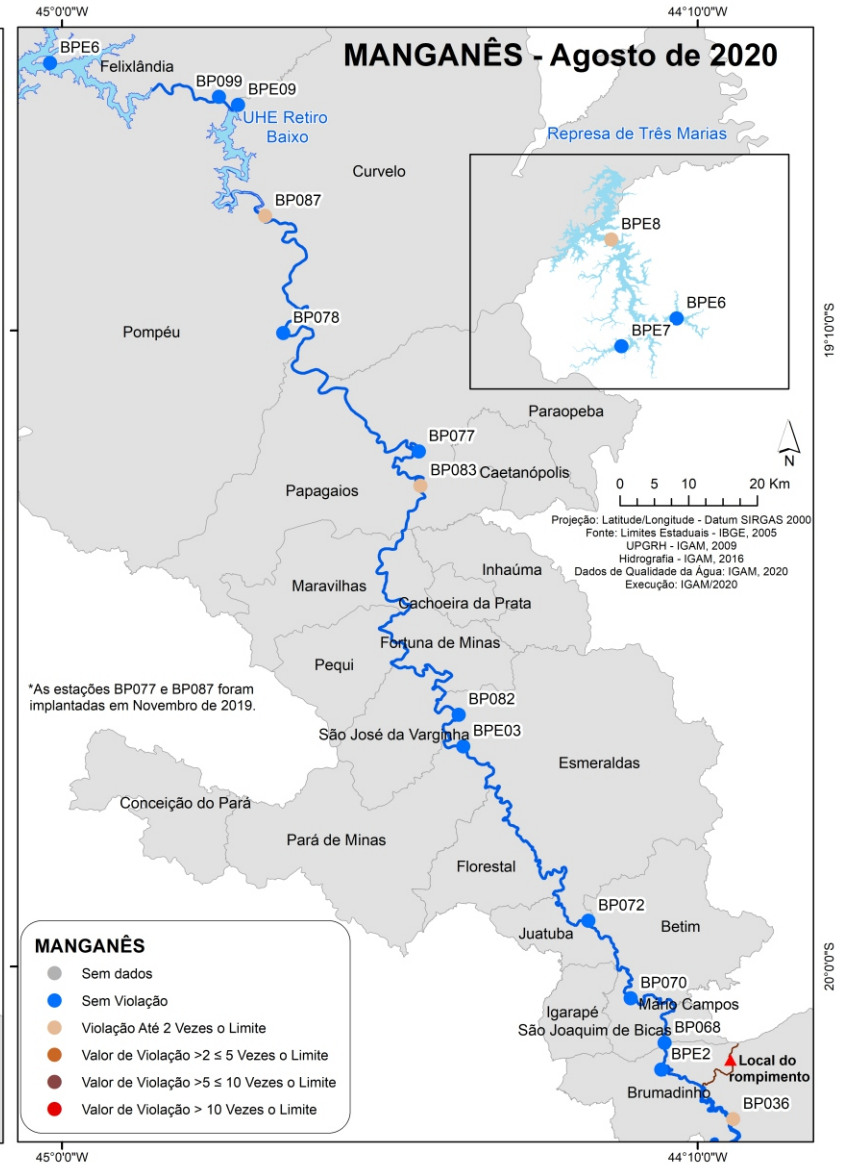 45°0'0"W
44°10'0"W
MANGANÊS - Agosto de 2020
BPE6
Felixlândia
BP099
BPE09
UHE Retiro
Baixo
Represa de Três Marias
Curvelo
BP087
BPE8
BPE6
BPE7
BP078
Pompéu
19°10'0"S
Paraopeba
BP077
BP083
Caetanópolis
Papagaios
N
0 5 10 20 Km
Projeção: Latitude/Longitude - Datum SIRGAS 2000
Fonte: Limites Estaduais - IBGE, 2005
UPGRH - IGAM, 2009
Hidrografia - IGAM, 2016
Dados de Qualidade da Água: IGAM, 2020
Execução: IGAM/2020
Inhaúma
Maravilhas
Cachoeira da Prata
Fortuna de Minas
Pequi
*As estações BP077 e BP087 foram
implantadas em Novembro de 2019.
BP082
São José da Varginha
BPE03
Esmeraldas
Conceição do Pará
Pará de Minas
Florestal
BP072
Juatuba
Betim
20°0'0"S
BP070
Mário Campos
Igarapé
São Joaquim de Bicas
BP068
BPE2
Local do
rompimento
Brumadinho
BP036
MANGANÊS
Sem dados
Sem Violação
Violação Até 2 Vezes o Limite
Valor de Violação >2 ≤ 5 Vezes o Limite
Valor de Violação >5 ≤ 10 Vezes o Limite
Valor de Violação > 10 Vezes o Limite
45°0'0"W
44°10'0"W